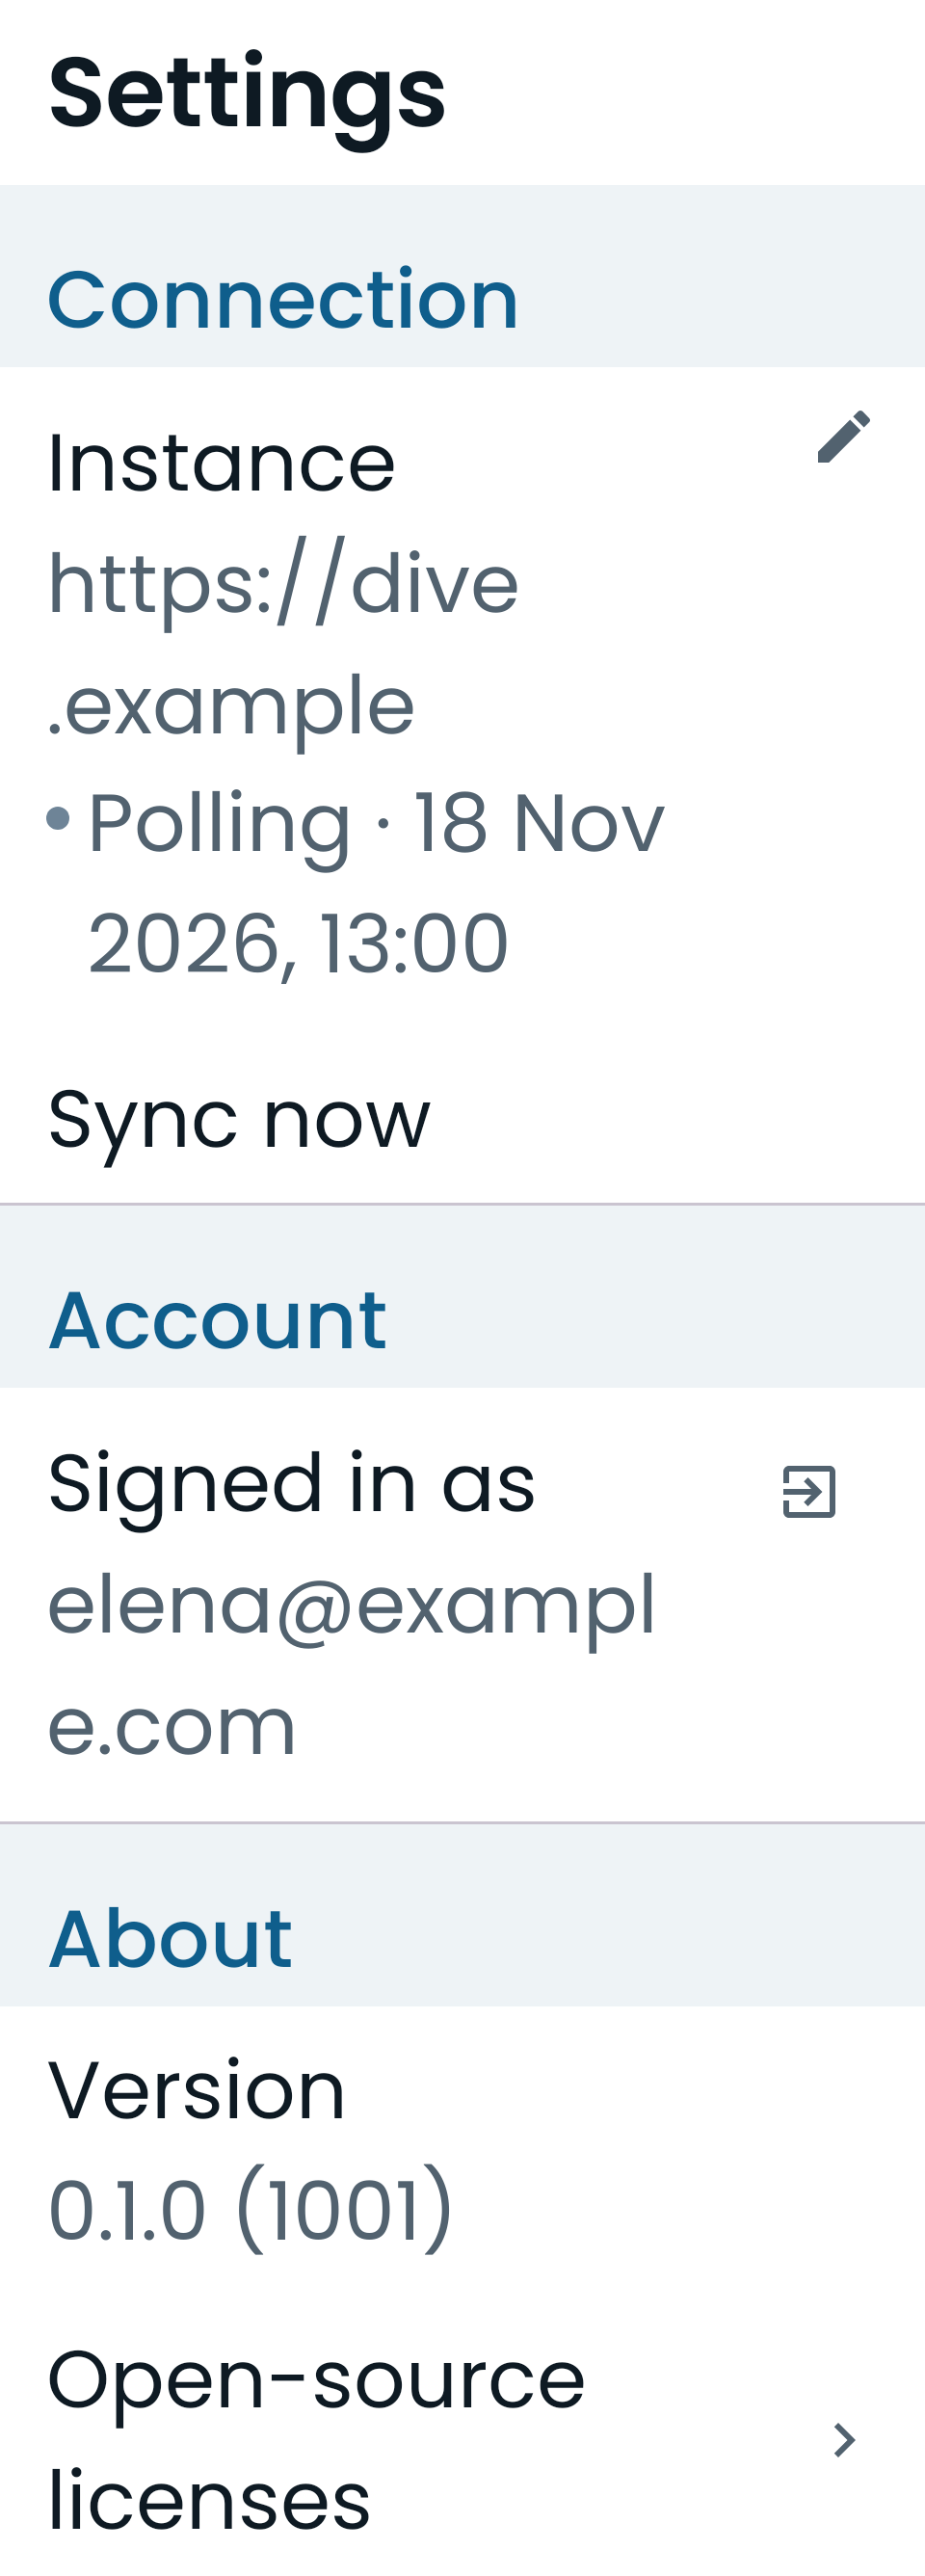 Settings
Connection
Instance
https://dive
.example
Polling · 18 Nov
2026, 13:00
Sync now
Account
Signed in as
elena@exampl
e.com
About
Version
0.1.0 (1001)
Open-source
licenses